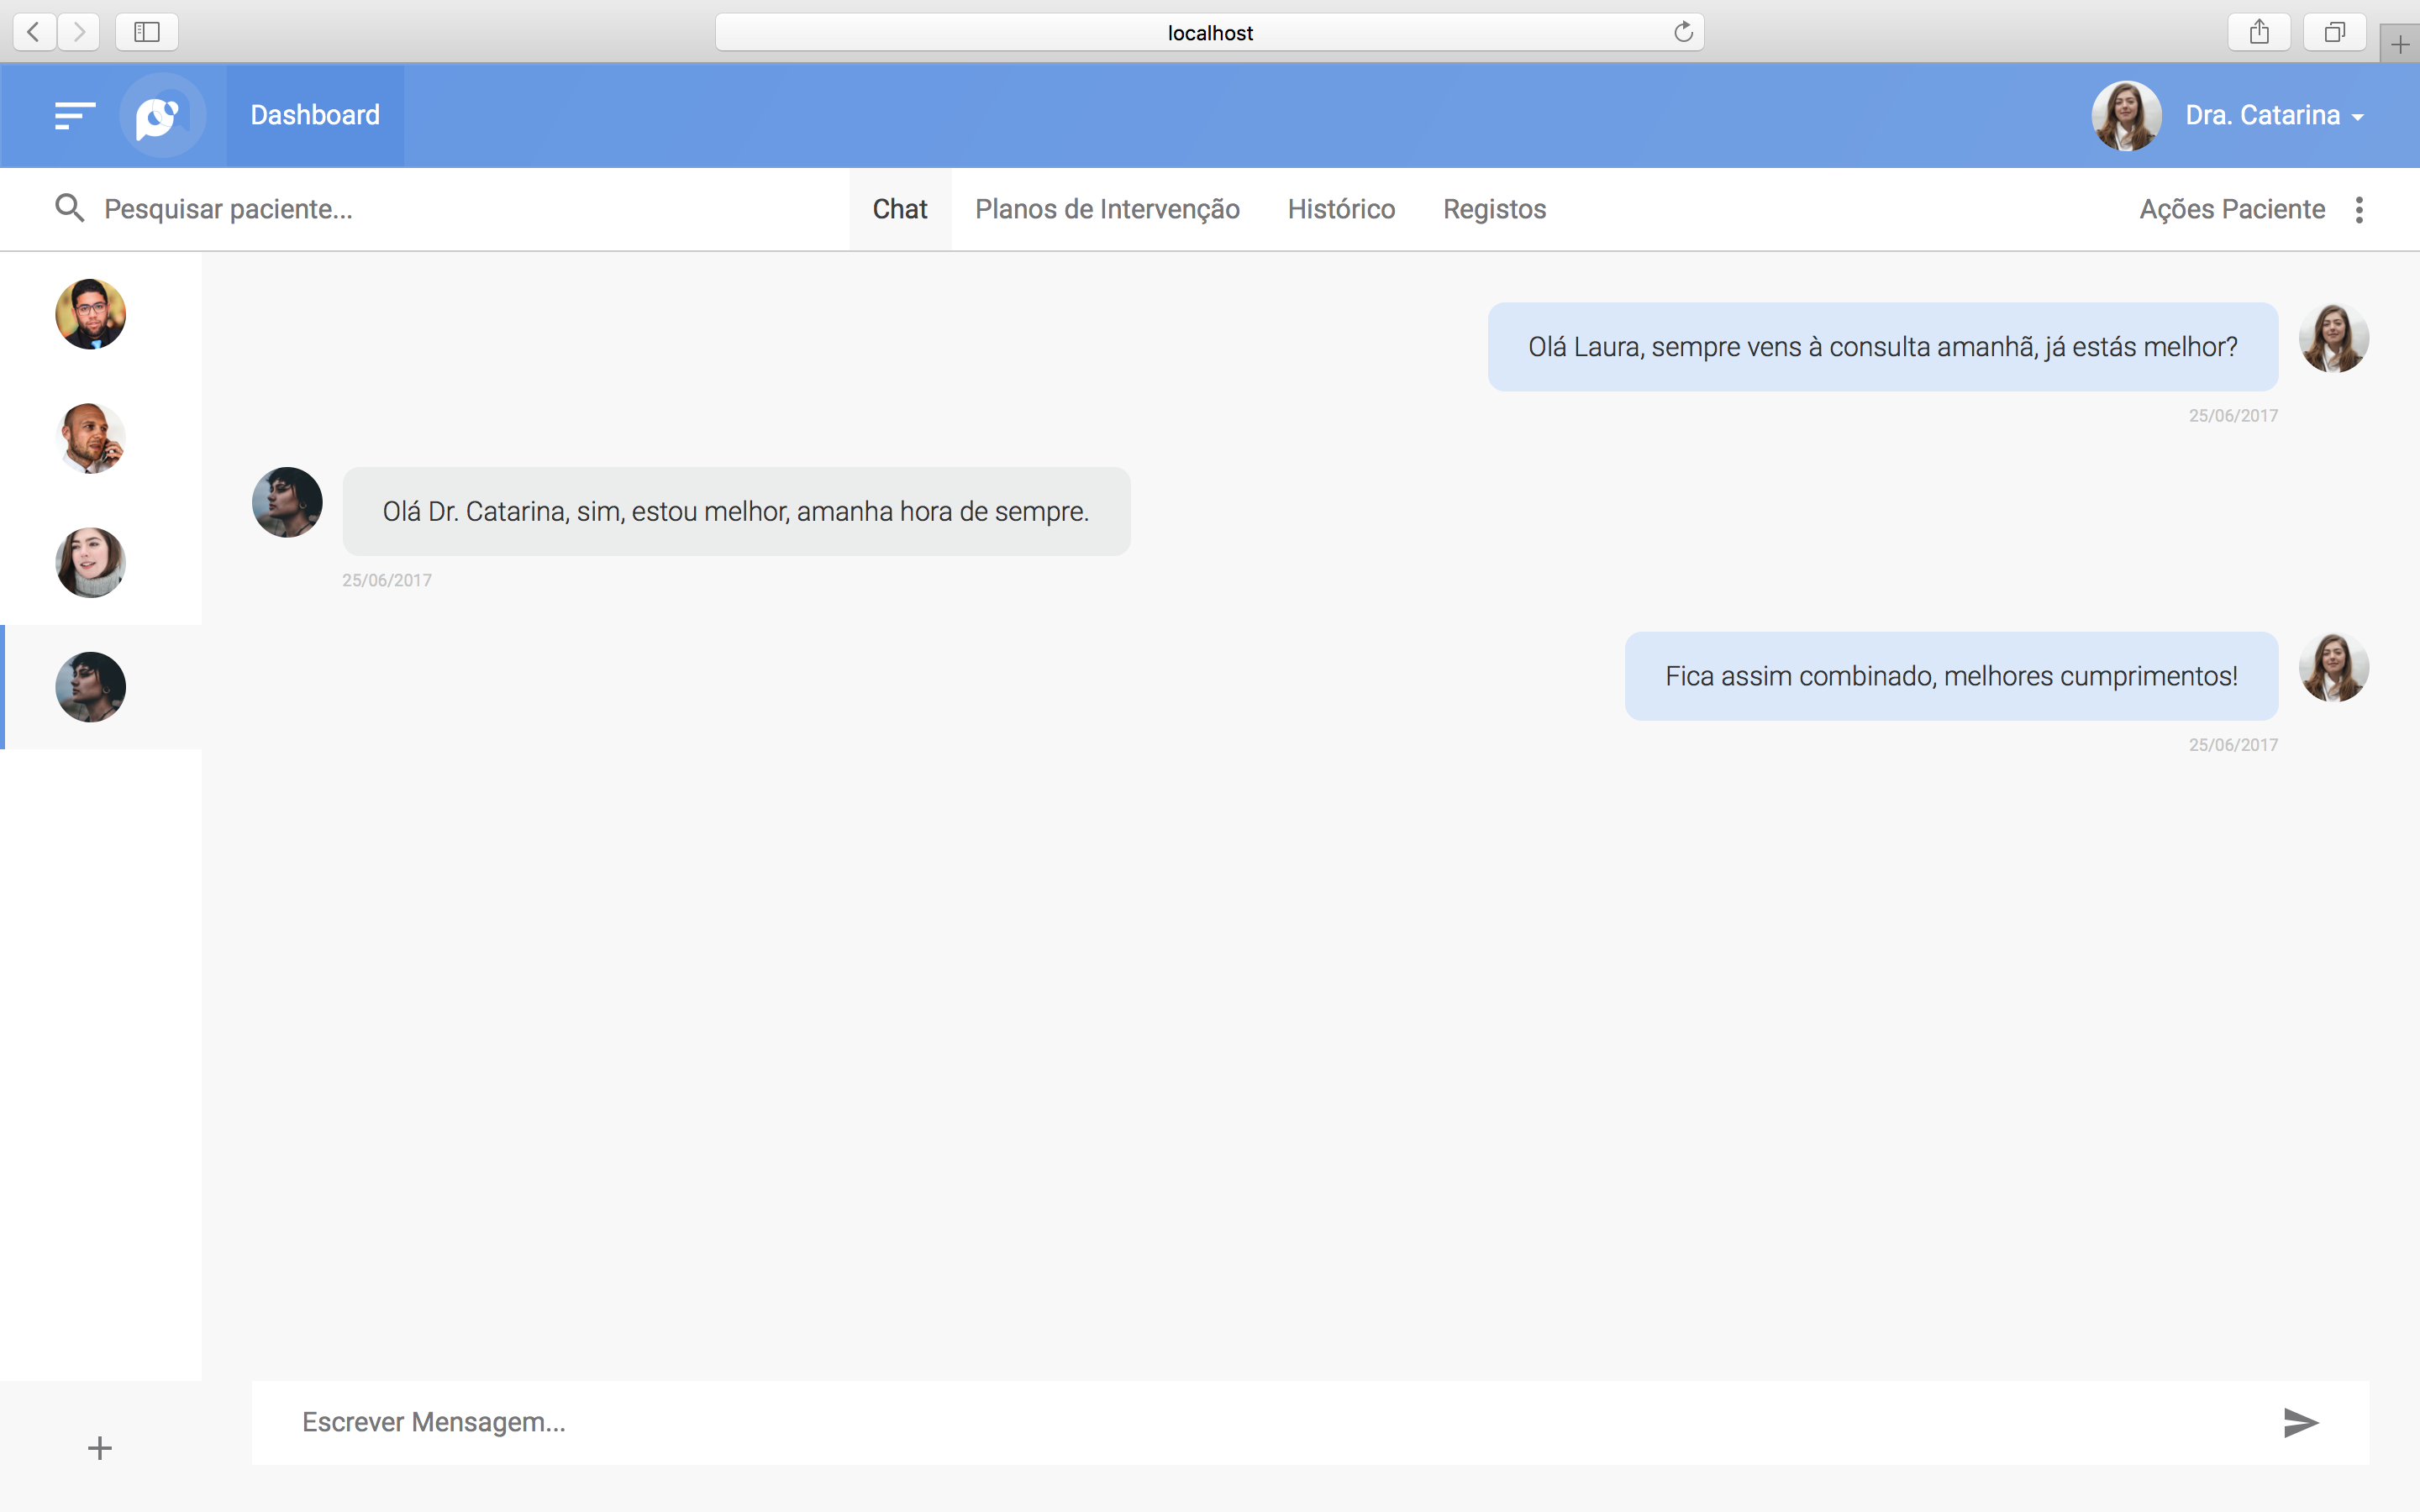 localhost
Dashboard
Dra. Catarina
Pesquisar paciente...
Chat
Planos de Intervenção
Histórico
Registos
Ações Paciente
Olá Laura, sempre vens à consulta amanhã, já estás melhor?
25/06/2017
Olá Dr. Catarina, sim, estou melhor, amanha hora de sempre.
25/06/2017
Fica assim combinado, melhores cumprimentos!
25/06/2017
Escrever Mensagem...